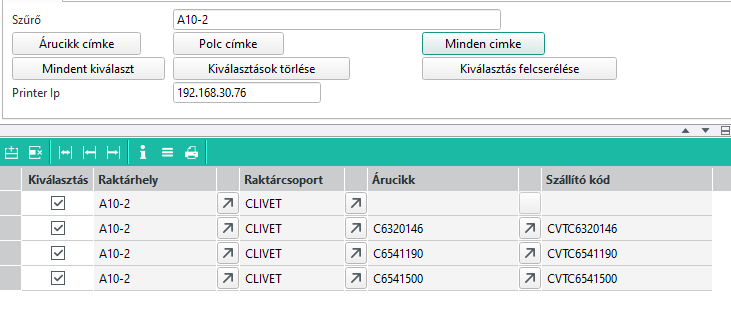 Szűrő A10-2
Árucikk címke Polc címke Minden cimke
Mindent kiválaszt Kiválasztások törlése Kiválasztás felcserélése
Printer Ip 192.168.30.76
Kiválasztás Raktárhely Raktárcsoport Árucikk Szállító kód
A10-2 CLIVET
A10-2 CLIVET C6320146 CVTC6320146
A10-2 CLIVET C6541190 CVTC6541190
A10-2 CLIVET C6541500 CVTC6541500